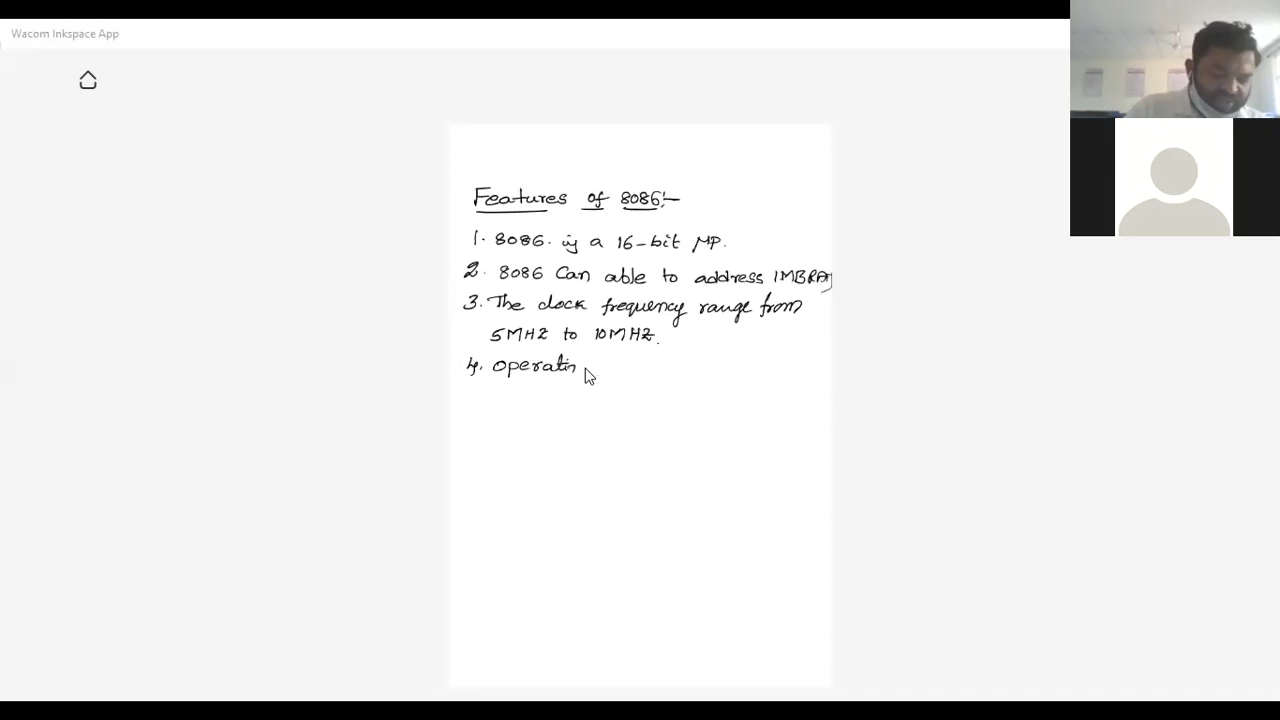 Wacom Inkspace App
Features of 8086:-
1. 8086. is a 16-bit MP.
2. 8086 Can able to address 1MBRAM
3. The clock frequency range from
5MHZ to 10MHZ.
4. Operatin